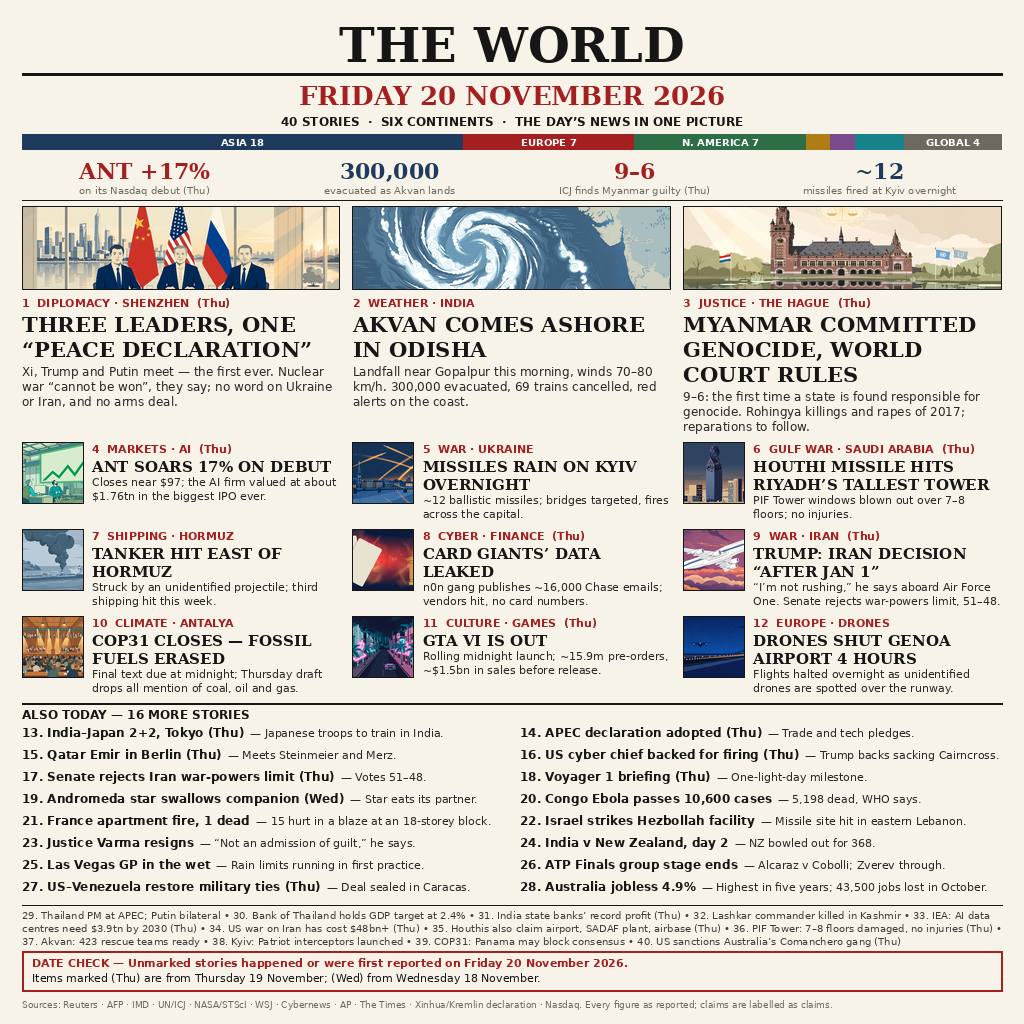 THE WORLD
FRIDAY 20 NOVEMBER 2026
40 STORIES · SIX CONTINENTS · THE DAY’S NEWS IN ONE PICTURE
ASIA 18
EUROPE 7
N. AMERICA 7
GLOBAL 4
ANT +17%
on its Nasdaq debut (Thu)
300,000
evacuated as Akvan lands
9–6
ICJ finds Myanmar guilty (Thu)
~12
missiles fired at Kyiv overnight
1 DIPLOMACY · SHENZHEN (Thu)
THREE LEADERS, ONE
“PEACE DECLARATION”
Xi, Trump and Putin meet — the first ever. Nuclear
war “cannot be won”, they say; no word on Ukraine
or Iran, and no arms deal.
2 WEATHER · INDIA
AKVAN COMES ASHORE
IN ODISHA
Landfall near Gopalpur this morning, winds 70–80
km/h. 300,000 evacuated, 69 trains cancelled, red
alerts on the coast.
3 JUSTICE · THE HAGUE (Thu)
MYANMAR COMMITTED
GENOCIDE, WORLD
COURT RULES
9–6: the first time a state is found responsible for
genocide. Rohingya killings and rapes of 2017;
reparations to follow.
4 MARKETS · AI (Thu)
ANT SOARS 17% ON DEBUT
Closes near $97; the AI firm valued at about
$1.76tn in the biggest IPO ever.
5 WAR · UKRAINE
MISSILES RAIN ON KYIV
OVERNIGHT
~12 ballistic missiles; bridges targeted, fires
across the capital.
6 GULF WAR · SAUDI ARABIA (Thu)
HOUTHI MISSILE HITS
RIYADH’S TALLEST TOWER
PIF Tower windows blown out over 7–8
floors; no injuries.
7 SHIPPING · HORMUZ
TANKER HIT EAST OF
HORMUZ
Struck by an unidentified projectile; third
shipping hit this week.
8 CYBER · FINANCE (Thu)
CARD GIANTS’ DATA
LEAKED
n0n gang publishes ~16,000 Chase emails;
vendors hit, no card numbers.
9 WAR · IRAN (Thu)
TRUMP: IRAN DECISION
“AFTER JAN 1”
“I’m not rushing,” he says aboard Air Force
One. Senate rejects war-powers limit, 51–48.
10 CLIMATE · ANTALYA
COP31 CLOSES — FOSSIL
FUELS ERASED
Final text due at midnight; Thursday draft
drops all mention of coal, oil and gas.
11 CULTURE · GAMES (Thu)
GTA VI IS OUT
Rolling midnight launch; ~15.9m pre-orders,
~$1.5bn in sales before release.
12 EUROPE · DRONES
DRONES SHUT GENOA
AIRPORT 4 HOURS
Flights halted overnight as unidentified
drones are spotted over the runway.
ALSO TODAY — 16 MORE STORIES
13. India–Japan 2+2, Tokyo (Thu) — Japanese troops to train in India.
14. APEC declaration adopted (Thu) — Trade and tech pledges.
15. Qatar Emir in Berlin (Thu) — Meets Steinmeier and Merz.
16. US cyber chief backed for firing (Thu) — Trump backs sacking Cairncross.
17. Senate rejects Iran war-powers limit (Thu) — Votes 51–48.
18. Voyager 1 briefing (Thu) — One-light-day milestone.
19. Andromeda star swallows companion (Wed) — Star eats its partner.
20. Congo Ebola passes 10,600 cases — 5,198 dead, WHO says.
21. France apartment fire, 1 dead — 15 hurt in a blaze at an 18-storey block.
22. Israel strikes Hezbollah facility — Missile site hit in eastern Lebanon.
23. Justice Varma resigns — “Not an admission of guilt,” he says.
24. India v New Zealand, day 2 — NZ bowled out for 368.
25. Las Vegas GP in the wet — Rain limits running in first practice.
26. ATP Finals group stage ends — Alcaraz v Cobolli; Zverev through.
27. US–Venezuela restore military ties (Thu) — Deal sealed in Caracas.
28. Australia jobless 4.9% — Highest in five years; 43,500 jobs lost in October.
29. Thailand PM at APEC; Putin bilateral • 30. Bank of Thailand holds GDP target at 2.4% • 31. India state banks’ record profit (Thu) • 32. Lashkar commander killed in Kashmir • 33. IEA: AI data
centres need $3.9tn by 2030 (Thu) • 34. US war on Iran has cost $48bn+ (Thu) • 35. Houthis also claim airport, SADAF plant, airbase (Thu) • 36. PIF Tower: 7–8 floors damaged, no injuries (Thu) •
37. Akvan: 423 rescue teams ready • 38. Kyiv: Patriot interceptors launched • 39. COP31: Panama may block consensus • 40. US sanctions Australia’s Comanchero gang (Thu)
DATE CHECK — Unmarked stories happened or were first reported on Friday 20 November 2026.
Items marked (Thu) are from Thursday 19 November; (Wed) from Wednesday 18 November.
Sources: Reuters · AFP · IMD · UN/ICJ · NASA/STScI · WSJ · Cybernews · AP · The Times · Xinhua/Kremlin declaration · Nasdaq. Every figure as reported; claims are labelled as claims.